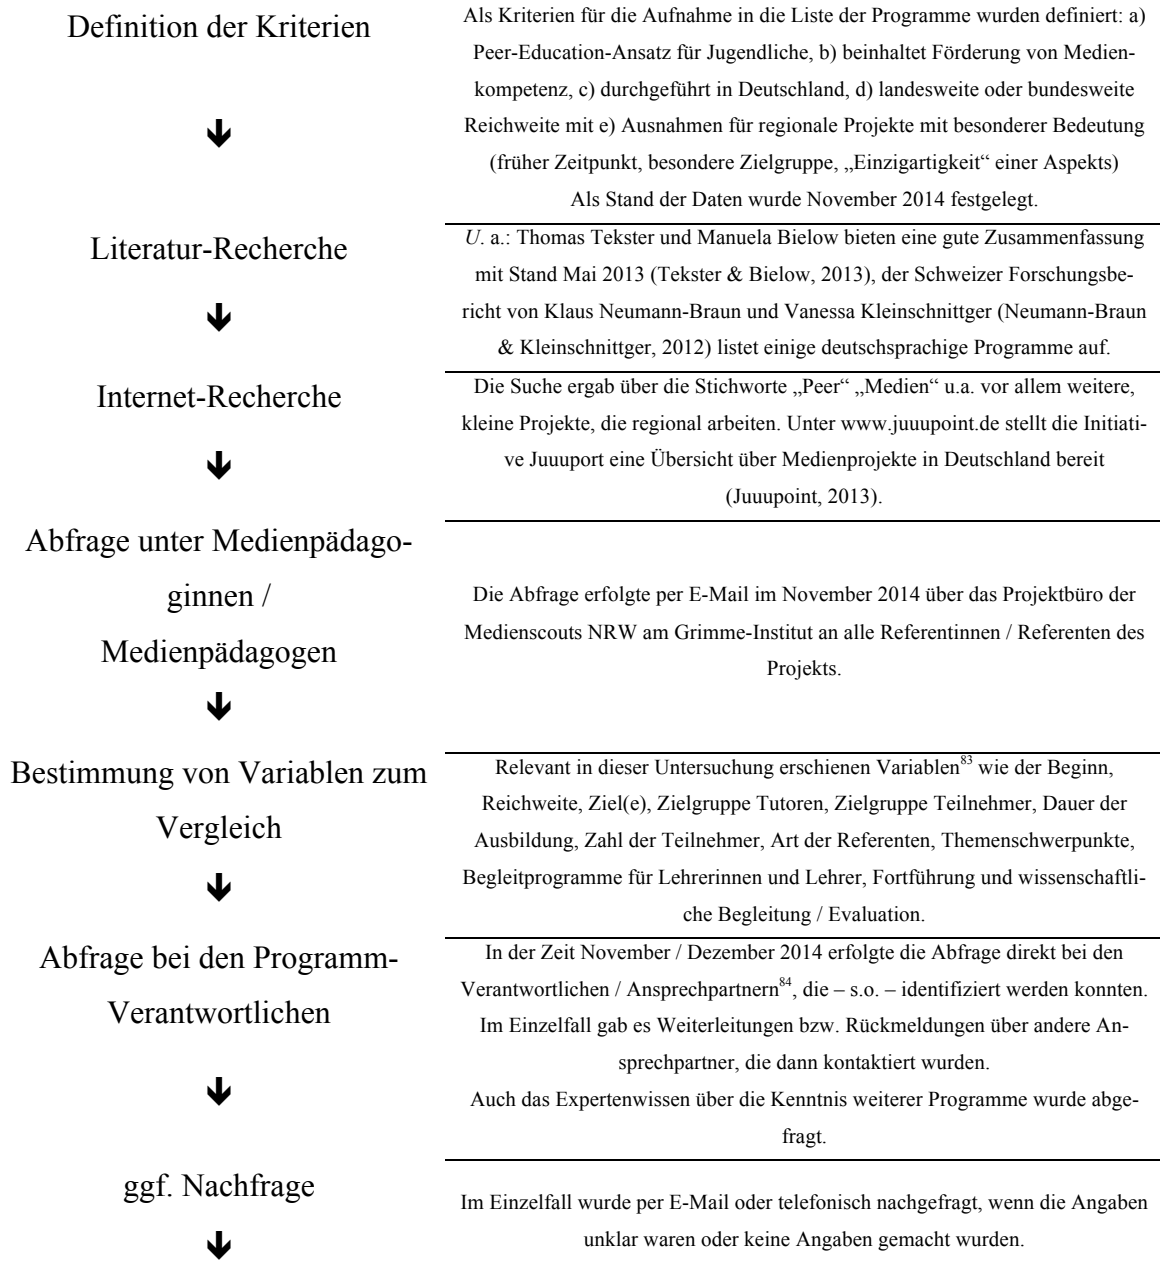 Definition der Kriterien
Als Kriterien für die Aufnahme in die Liste der Programme wurden definiert: a)
Peer-Education-Ansatz für Jugendliche, b) beinhaltet Förderung von Medien-
kompetenz, c) durchgeführt in Deutschland, d) landesweite oder bundesweite
Reichweite mit e) Ausnahmen für regionale Projekte mit besonderer Bedeutung
(früher Zeitpunkt, besondere Zielgruppe, „Einzigartigkeit“ einer Aspekts)
Als Stand der Daten wurde November 2014 festgelegt.
Literatur-Recherche
U. a.: Thomas Tekster und Manuela Bielow bieten eine gute Zusammenfassung
mit Stand Mai 2013 (Tekster & Bielow, 2013), der Schweizer Forschungsbe-
richt von Klaus Neumann-Braun und Vanessa Kleinschnittger (Neumann-Braun
& Kleinschnittger, 2012) listet einige deutschsprachige Programme auf.
Internet-Recherche
Die Suche ergab über die Stichworte „Peer“ „Medien“ u.a. vor allem weitere,
kleine Projekte, die regional arbeiten. Unter www.juuupoint.de stellt die Initiati-
ve Juuuport eine Übersicht über Medienprojekte in Deutschland bereit
(Juuupoint, 2013).
Abfrage unter Medienpädago-
ginnen /
Medienpädagogen
Die Abfrage erfolgte per E-Mail im November 2014 über das Projektbüro der
Medienscouts NRW am Grimme-Institut an alle Referentinnen / Referenten des
Projekts.
Bestimmung von Variablen zum
Vergleich
Relevant in dieser Untersuchung erschienen Variablen83 wie der Beginn,
Reichweite, Ziel(e), Zielgruppe Tutoren, Zielgruppe Teilnehmer, Dauer der
Ausbildung, Zahl der Teilnehmer, Art der Referenten, Themenschwerpunkte,
Begleitprogramme für Lehrerinnen und Lehrer, Fortführung und wissenschaftli-
che Begleitung / Evaluation.
Abfrage bei den Programm-
Verantwortlichen
In der Zeit November / Dezember 2014 erfolgte die Abfrage direkt bei den
Verantwortlichen / Ansprechpartnern84, die – s.o. – identifiziert werden konnten.
Im Einzelfall gab es Weiterleitungen bzw. Rückmeldungen über andere An-
sprechpartner, die dann kontaktiert wurden.
Auch das Expertenwissen über die Kenntnis weiterer Programme wurde abge-
fragt.
ggf. Nachfrage
Im Einzelfall wurde per E-Mail oder telefonisch nachgefragt, wenn die Angaben
unklar waren oder keine Angaben gemacht wurden.